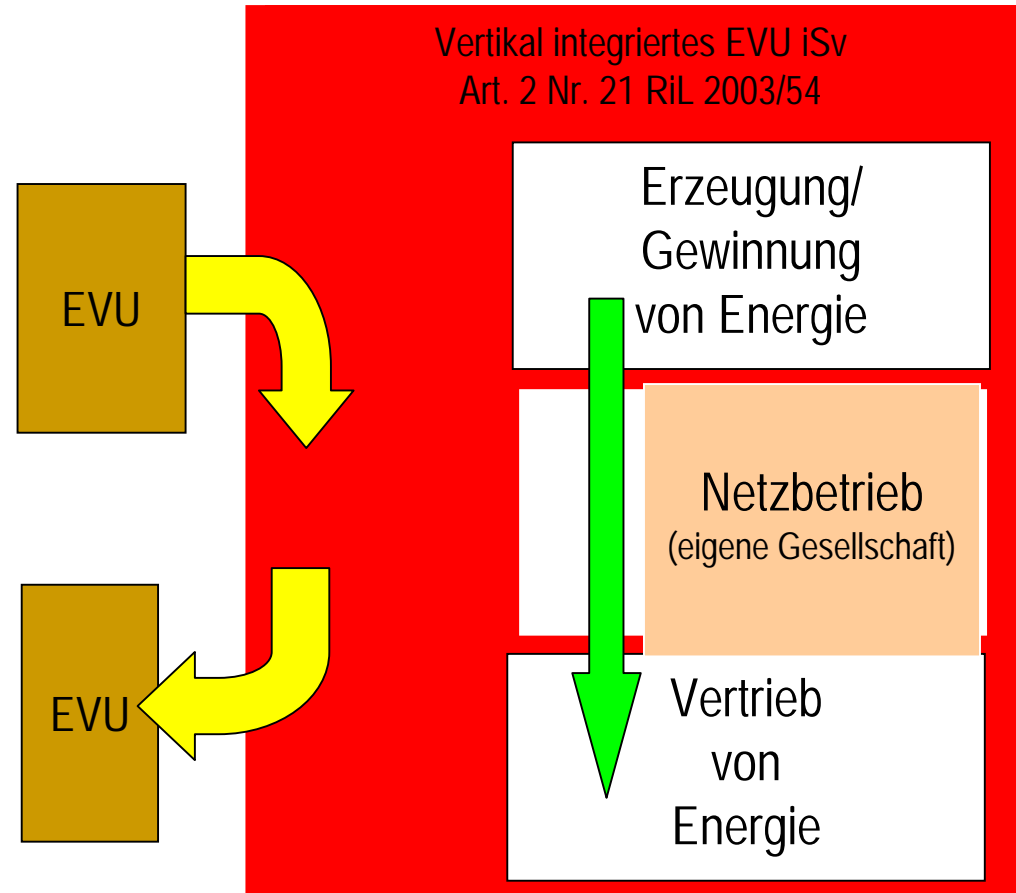 Vertikal integriertes EVU iSv
Art. 2 Nr. 21 RiL 2003/54
Erzeugung/
Gewinnung
von Energie
EVU
Netzbetrieb
(eigene Gesellschaft)
EVU
Vertrieb
von
Energie